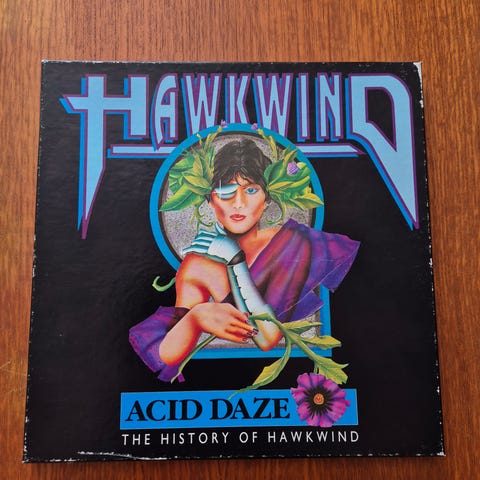 HAWKWIND
ACID DAZE
THE HISTORY OF HAWKWIND